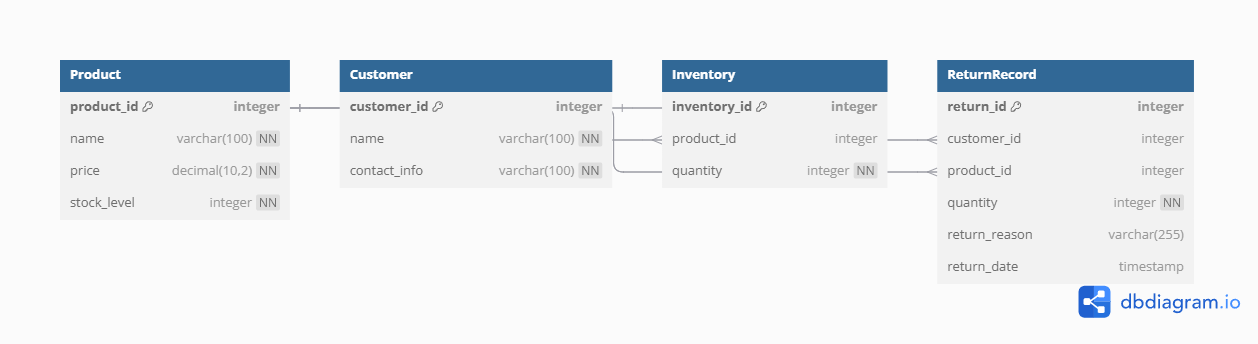 Product
product_id integer
name varchar(100) NN
price decimal(10,2) NN
stock_level integer NN
Customer
customer_id integer
name varchar(100) NN
contact_info varchar(100) NN
Inventory
inventory_id integer
product_id integer
quantity integer NN
ReturnRecord
return_id integer
customer_id integer
product_id integer
quantity integer NN
return_reason varchar(255)
return_date timestamp
dbdiagram.io